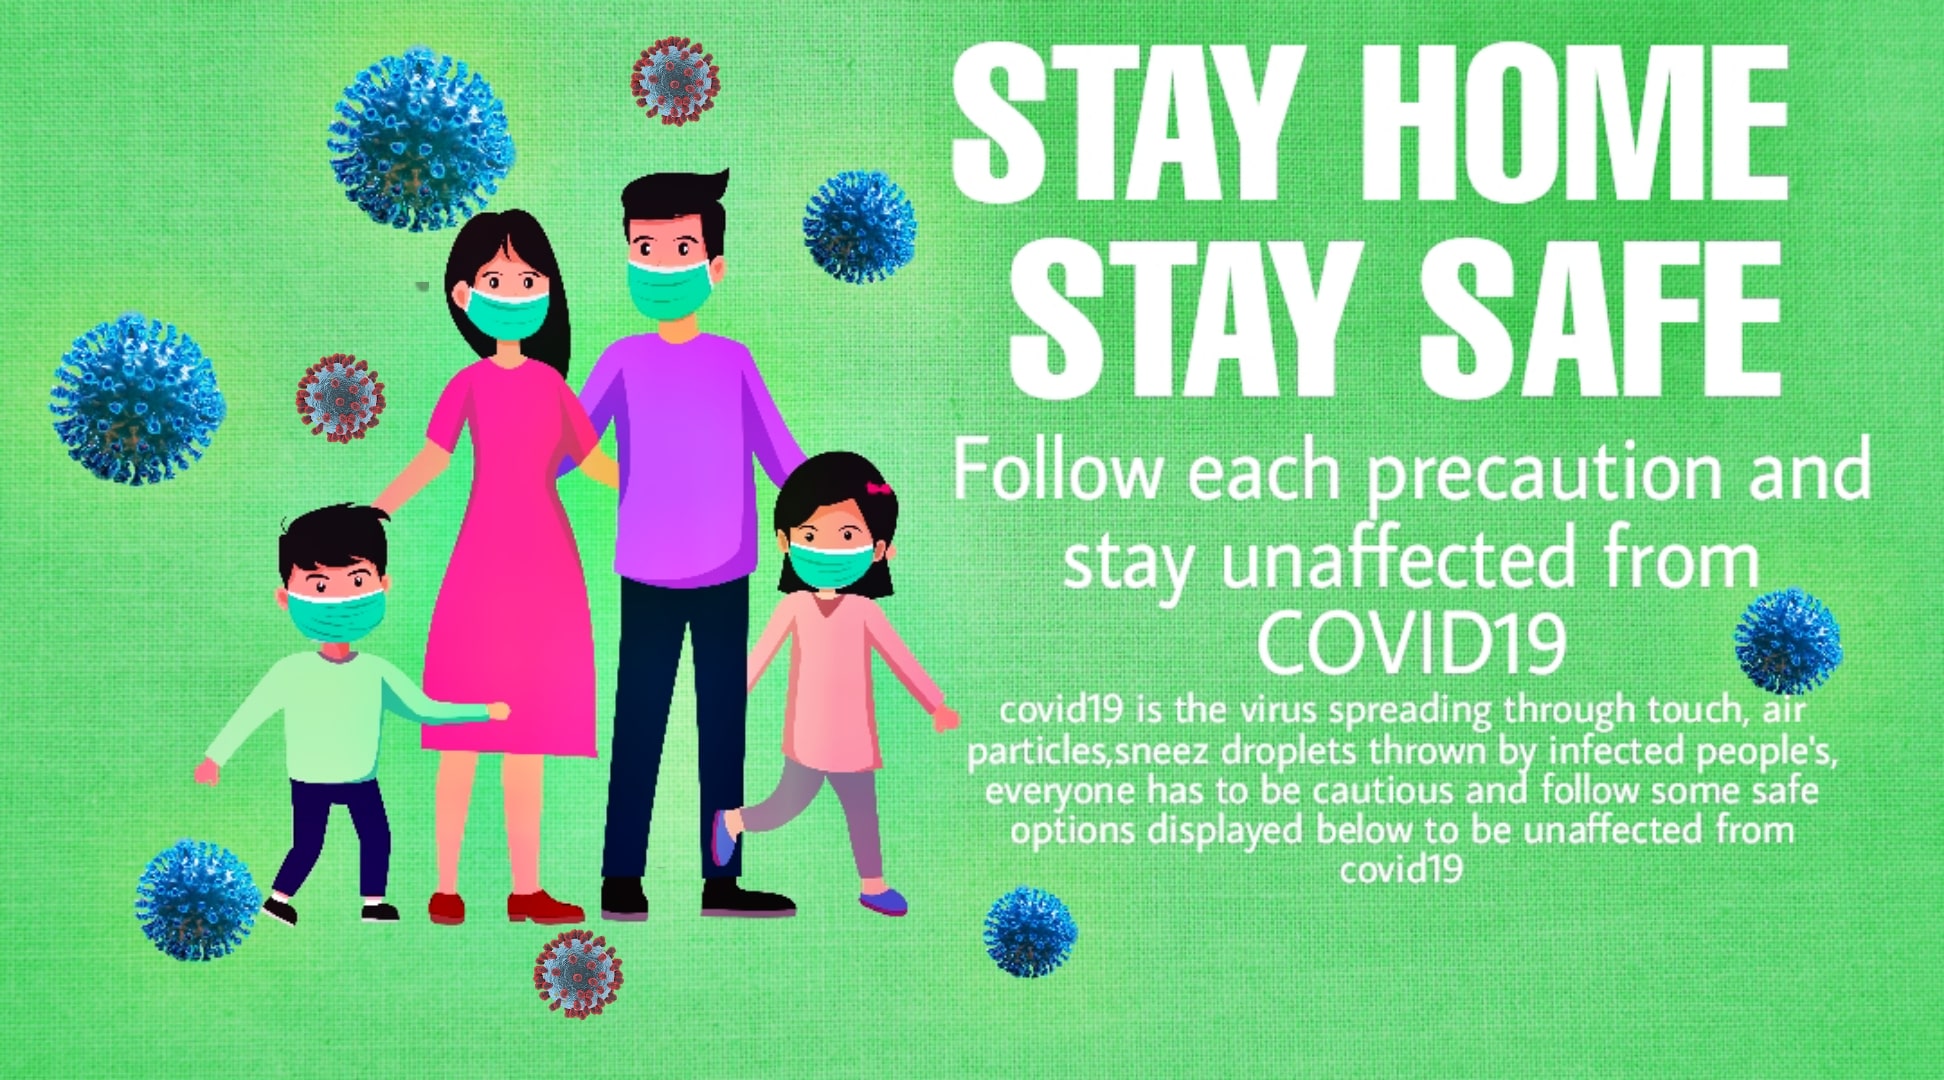 STAY HOME
STAY SAFE
Follow each precaution and
stay unaffected from
COVID19
covid19 is the virus spreading through touch, air
particles,sneez droplets thrown by infected people's,
everyone has to be cautious and follow some safe
options displayed below to be unaffected from
covid19